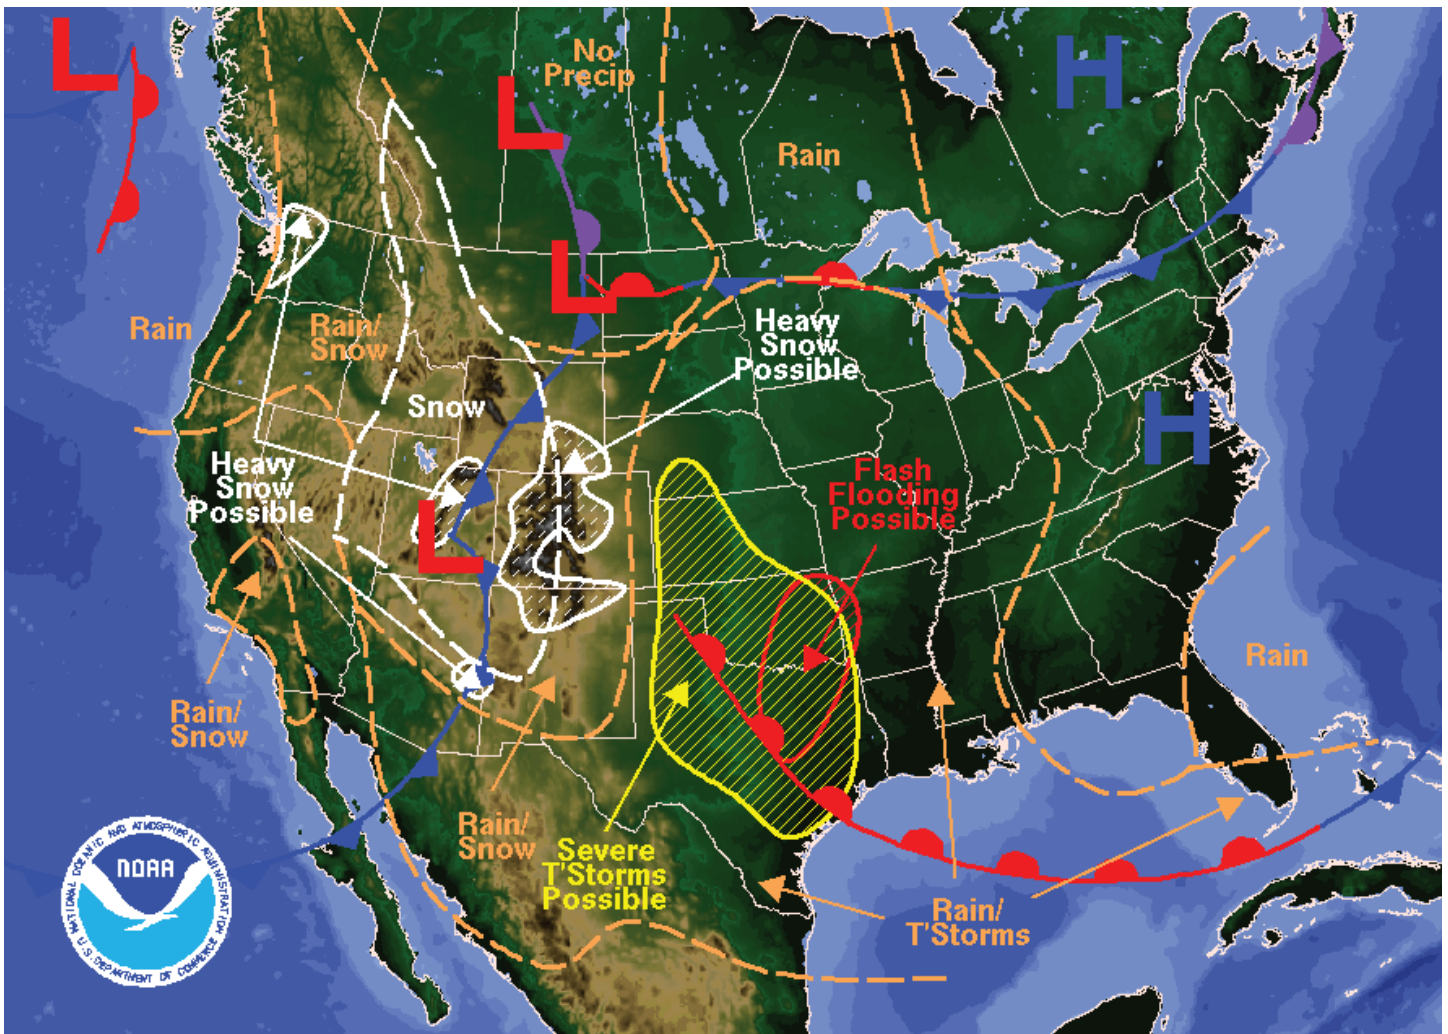 L
No
Precip
H
L
Rain
L
Rain
Rain/
Snow
Heavy
Snow
Possible
Snow
H
Heavy
Snow
Possible
Flash
Flooding
Possible
L
Rain
Rain/
Snow
Rain/
Snow
Severe
T'Storms
Possible
Rain/
T'Storms
NATIONAL OCEANIC AND ATMOSPHERIC ADMINISTRATION
NOAA
U.S. DEPARTMENT OF COMMERCE